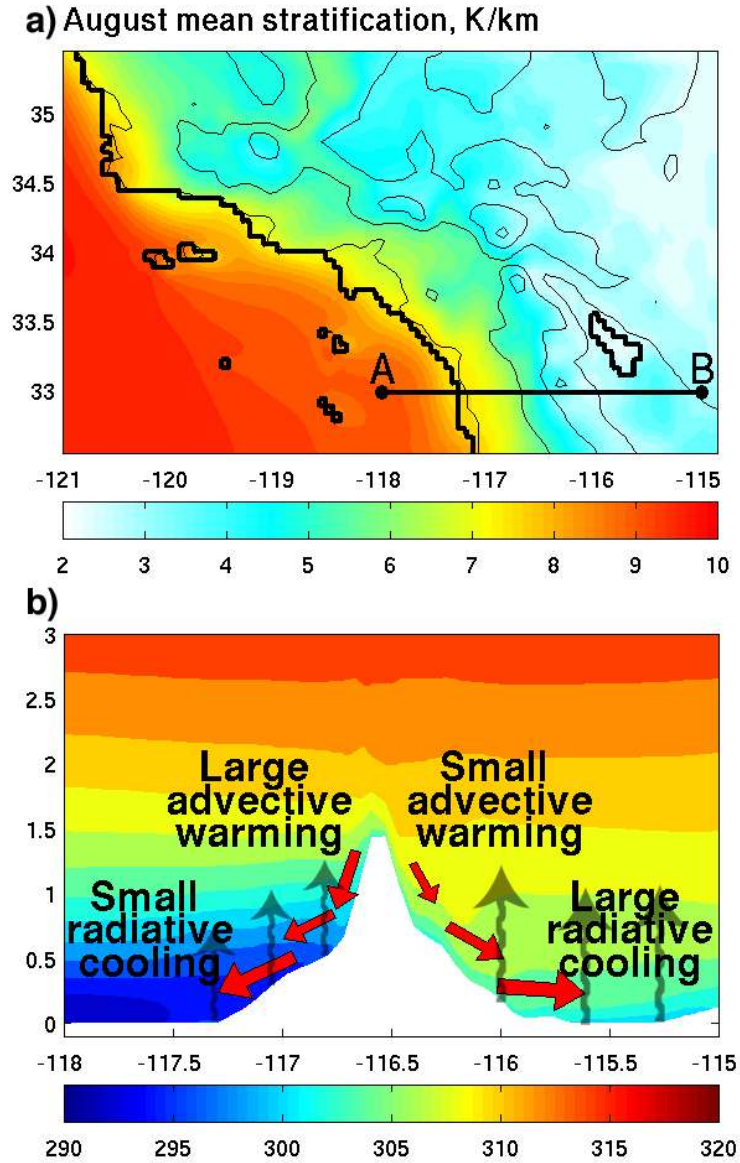 a) August mean stratification, K/km
35
34.5
34
33.5
33
A
B
-121 -120 -119 -118 -117 -116 -115
2 3 4 5 6 7 8 9 10
b)
3
2.5
2
1.5
1
0.5
0
Large
advective
warming
Small
advective
warming
Small
radiative
cooling
Large
radiative
cooling
-118 -117.5 -117 -116.5 -116 -115.5 -115
290 295 300 305 310 315 320